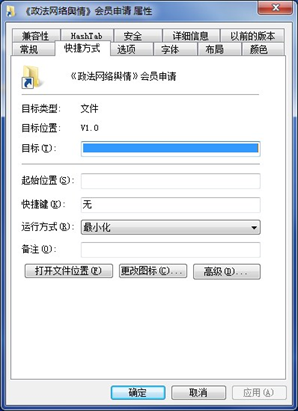 《政法网络舆情》会员申请 属性
兼容性 HashTab 安全 详细信息 以前的版本
常规 快捷方式 选项 字体 布局 颜色
《政法网络舆情》会员申请
目标类型: 文件
目标位置: V1.0
目标(T):
起始位置(S):
快捷键(K): 无
运行方式(R): 最小化
备注(O):
打开文件位置(F) 更改图标(C)... 高级(D)...
确定 取消 应用(A)